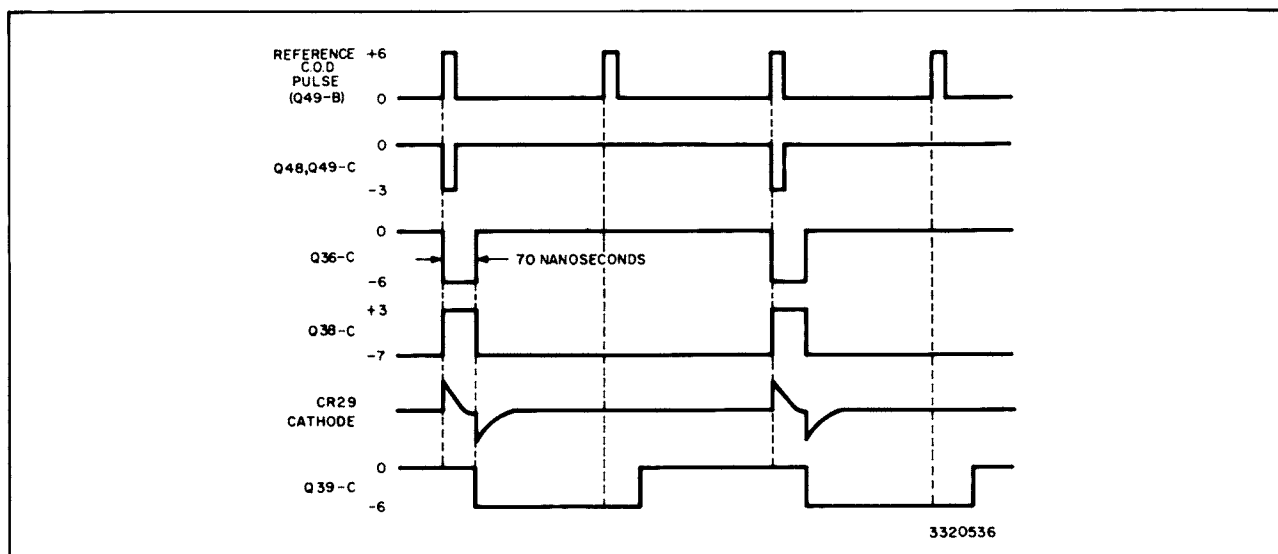 REFERENCE +6
C.O.D
PULSE
(Q49-B) 0
0
Q48,Q49-C
-3
0
Q36-C 70 NANOSECONDS
-6
+3
Q38-C
-7
CR29
CATHODE
0
Q39-C
-6
3320536